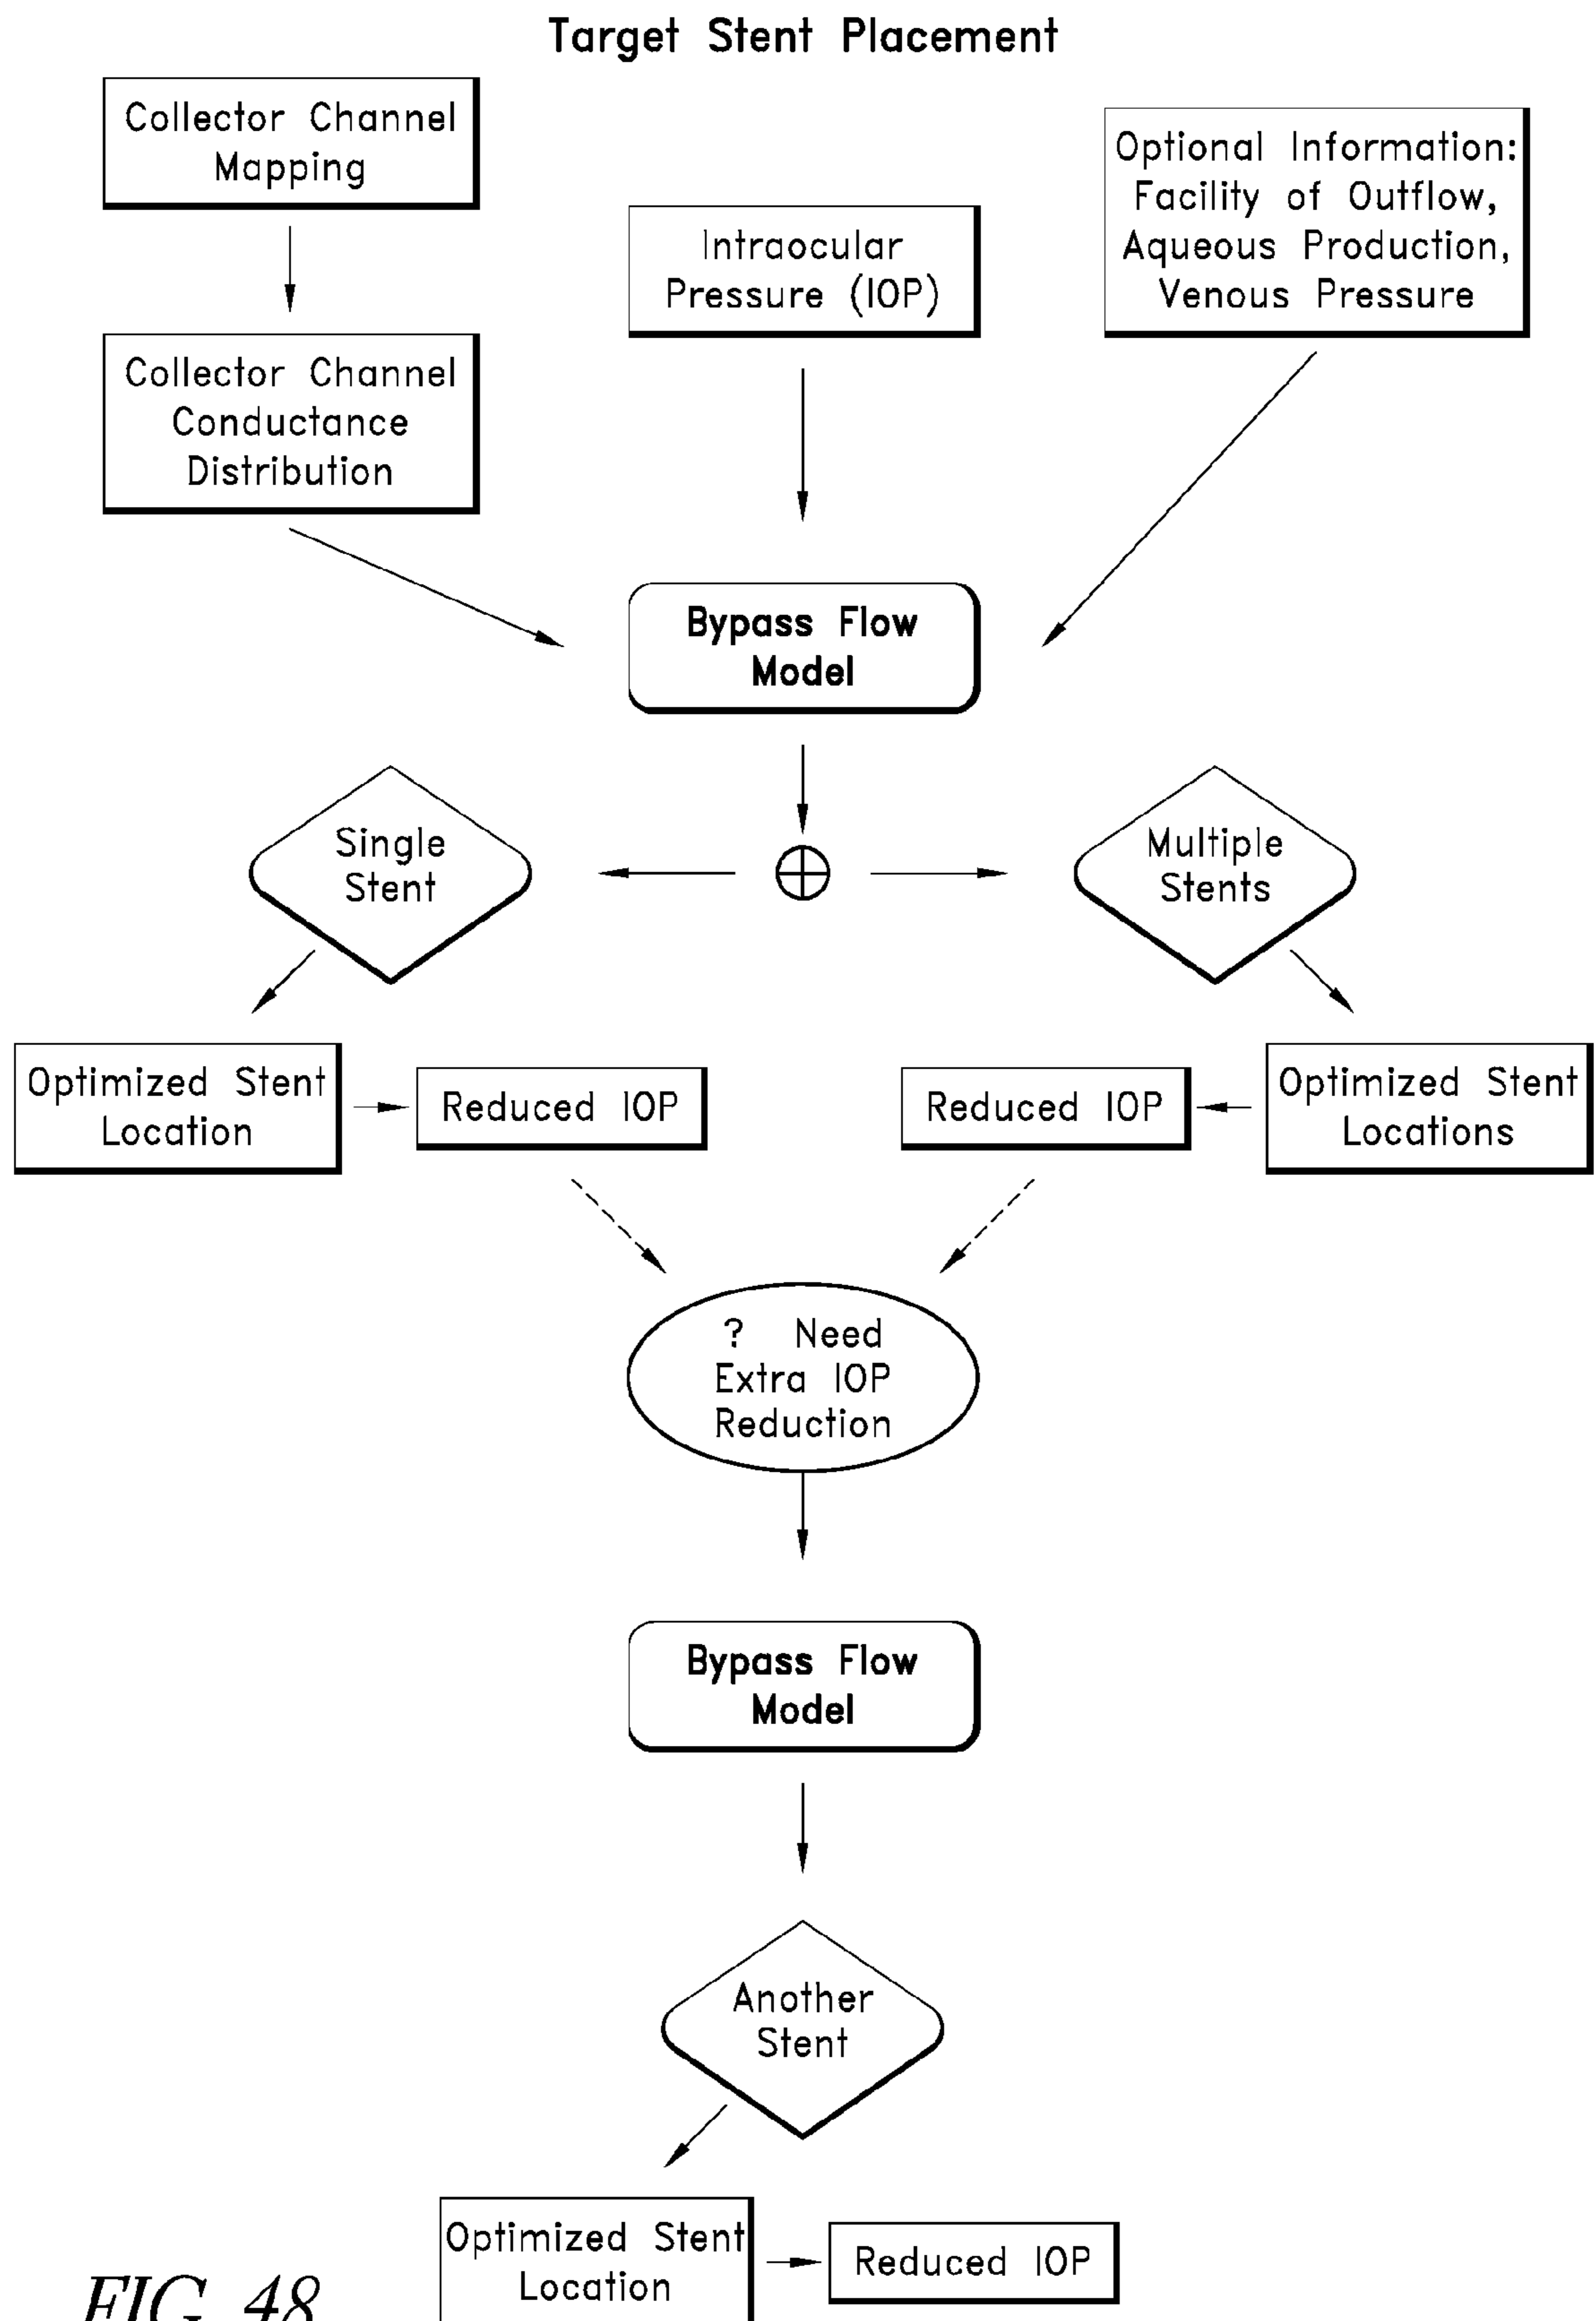 Target Stent Placement
Collector Channel
Mapping
Optional Information:
Facility of Outflow,
Aqueous Production,
Venous Pressure
Intraocular
Pressure (IOP)
Collector Channel
Conductance
Distribution
Bypass Flow
Model
Single
Stent
Multiple
Stents
Optimized Stent
Location
Reduced IOP
Reduced IOP
Optimized Stent
Locations
? Need
Extra IOP
Reduction
Bypass Flow
Model
Another
Stent
Optimized Stent
Location
Reduced IOP
FIG. 48